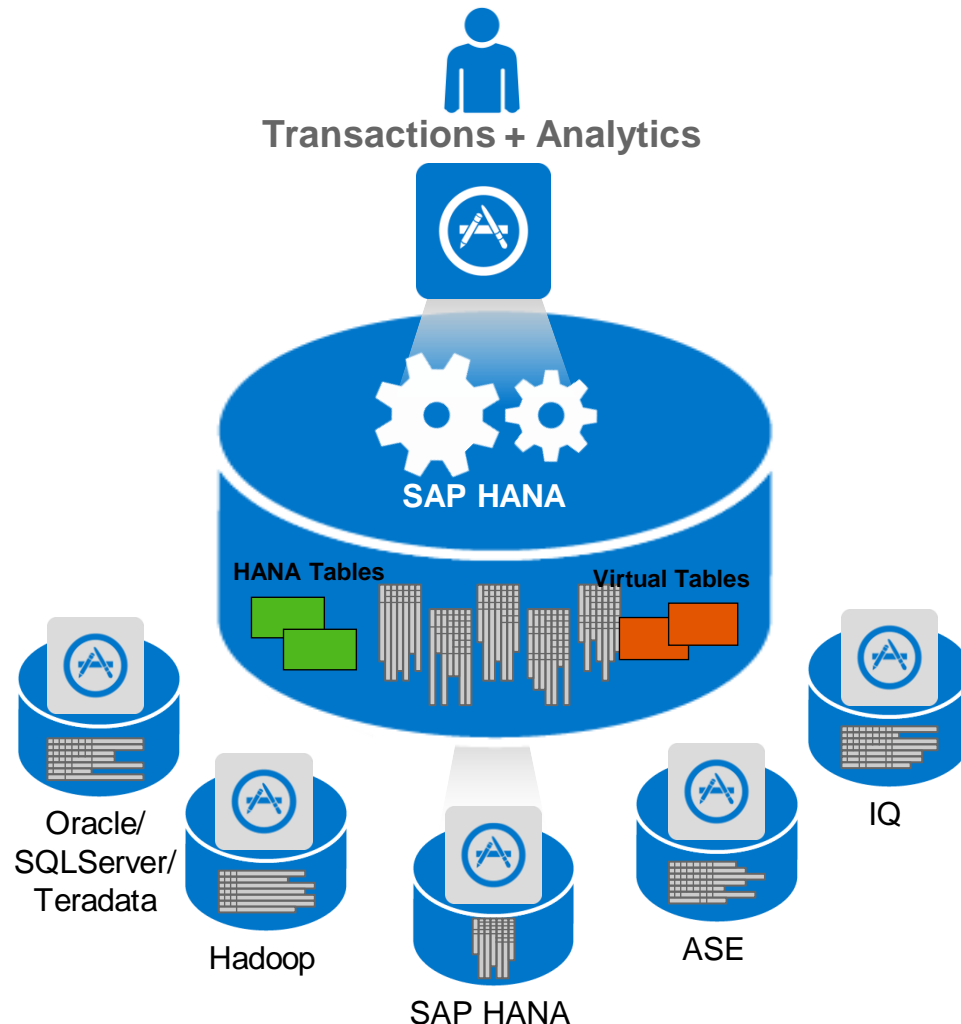 Transactions + Analytics
SAP HANA
HANA Tables
Virtual Tables
Oracle/
SQLServer/
Teradata
Hadoop
SAP HANA
ASE
IQ